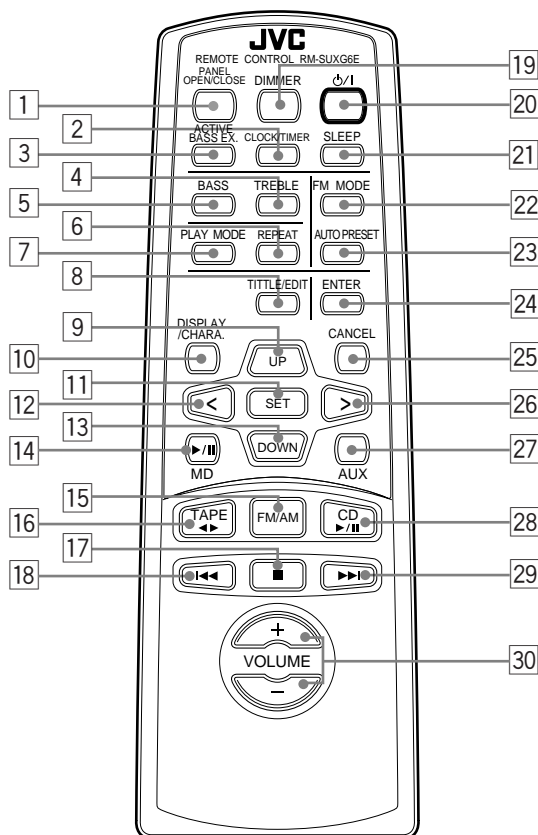 JVC
REMOTE CONTROL RM-SUXG6E
PANEL
OPEN/CLOSE
DIMMER
⏻/I
1
19
20
2
ACTIVE
BASS EX.
CLOCK/TIMER
SLEEP
3
21
4
BASS
TREBLE
FM MODE
5
22
6
PLAY MODE
REPEAT
AUTO PRESET
7
23
8
TITTLE/EDIT
ENTER
24
9
DISPLAY
/CHARA.
UP
CANCEL
10
25
11
12
<
SET
>
26
13
14
►/II
MD
DOWN
AUX
27
15
16
TAPE
◄►
FM/AM
CD
►/II
28
17
18
I◄◄
■
►►I
29
+
VOLUME
–
30